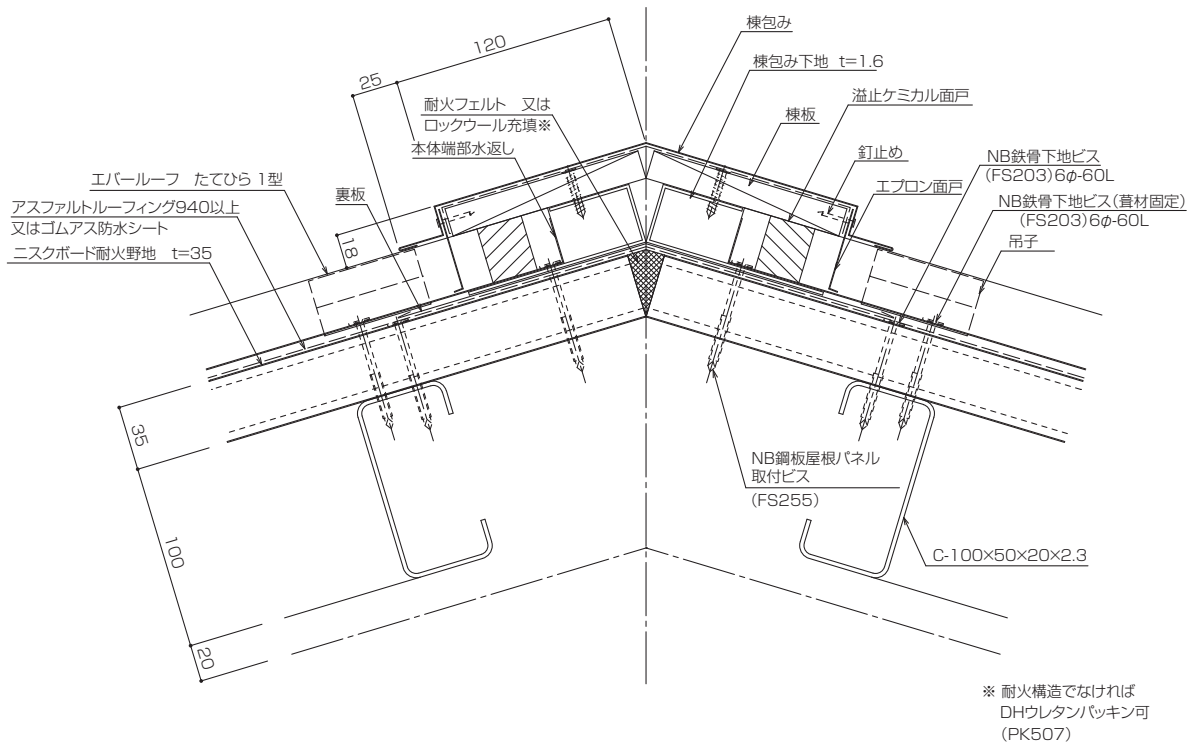 120
25
棟包み
棟包み下地 t=1.6
溢止ケミカル面戸
棟板
釘止め
耐火フェルト 又は
ロックウール充填※
本体端部水返し
NB鉄骨下地ビス
(FS203)6φ-60L
エプロン面戸
NB鉄骨下地ビス(葺材固定)
(FS203)6φ-60L
吊子
エバールーフ たてひら 1型
裏板
アスファルトルーフィング940以上
又はゴムアス防水シート
ニスクボード耐火野地 t=35
18
35
100
20
NB鋼板屋根パネル
取付ビス
(FS255)
C-100×50×20×2.3
※ 耐火構造でなければ
DHウレタンパッキン可
(PK507)